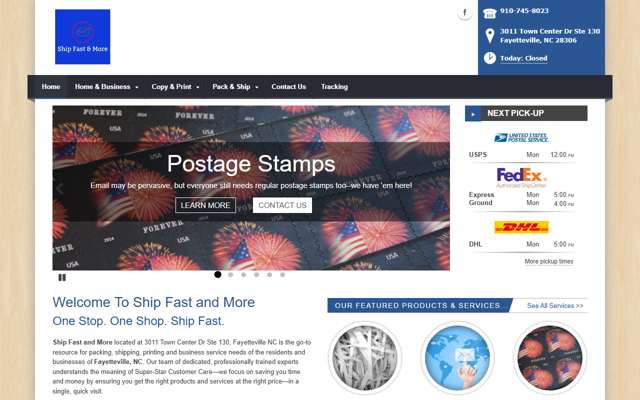 Ship Fast & More
910-745-8023
3011 Town Center Dr Ste 130
Fayetteville, NC 28306
Today: Closed
Home
Home & Business
Copy & Print
Pack & Ship
Contact Us
Tracking
FOREVER
USA
2014
Postage Stamps
Email may be pervasive, but everyone still needs regular postage stamps too--we have 'em here!
LEARN MORE
CONTACT US
NEXT PICK-UP
UNITED STATES
POSTAL SERVICE
USPS Mon 12:00 PM
FedEx
Authorized ShipCenter
Express Mon 5:00 PM
Ground Mon 4:00 PM
DHL
DHL Mon 5:00 PM
More pickup times
Welcome To Ship Fast and More
One Stop. One Shop. Ship Fast.
Ship Fast and More located at 3011 Town Center Dr Ste 130, Fayetteville NC is the go-to
resource for packing, shipping, printing and business service needs of the residents and
businesses of Fayetteville, NC. Our team of dedicated, professionally trained experts
understands the meaning of Super-Star Customer Care—we focus on saving you time
and money by ensuring you get the right products and services at the right price—in a
single, quick visit.
OUR FEATURED PRODUCTS & SERVICES...
See All Services >>